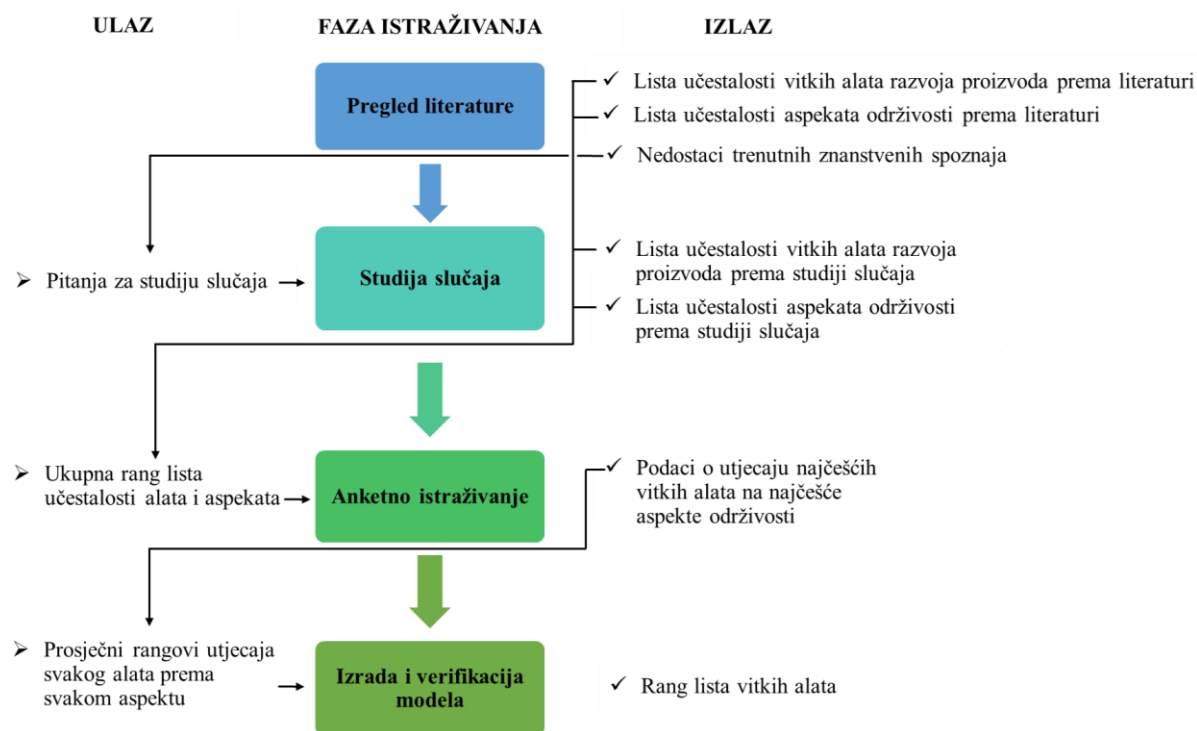 ULAZ
FAZA ISTRAŽIVANJA
IZLAZ
Pregled literature
✓ Lista učestalosti vitkih alata razvoja proizvoda prema literaturi
✓ Lista učestalosti aspekata održivosti prema literaturi
✓ Nedostaci trenutnih znanstvenih spoznaja
➢ Pitanja za studiju slučaja
Studija slučaja
✓ Lista učestalosti vitkih alata razvoja
proizvoda prema studiji slučaja
✓ Lista učestalosti aspekata održivosti
prema studiji slučaja
➢ Ukupna rang lista
učestalosti alata i aspekata
Anketno istraživanje
✓ Podaci o utjecaju najčešćih
vitkih alata na najčešće
aspekte održivosti
➢ Prosječni rangovi utjecaja
svakog alata prema
svakom aspektu
Izrada i verifikacija
modela
✓ Rang lista vitkih alata